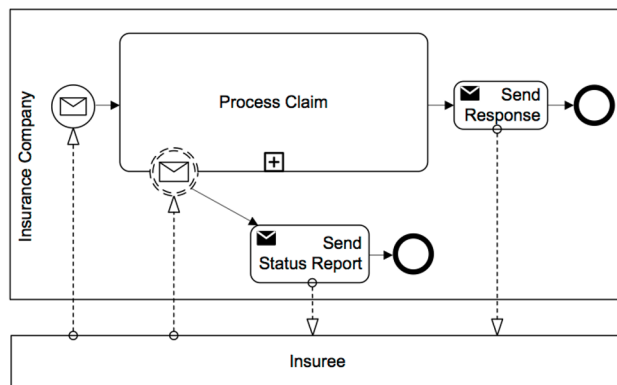 Insurance Company
Process Claim
Send
Response
Send
Status Report
Insuree